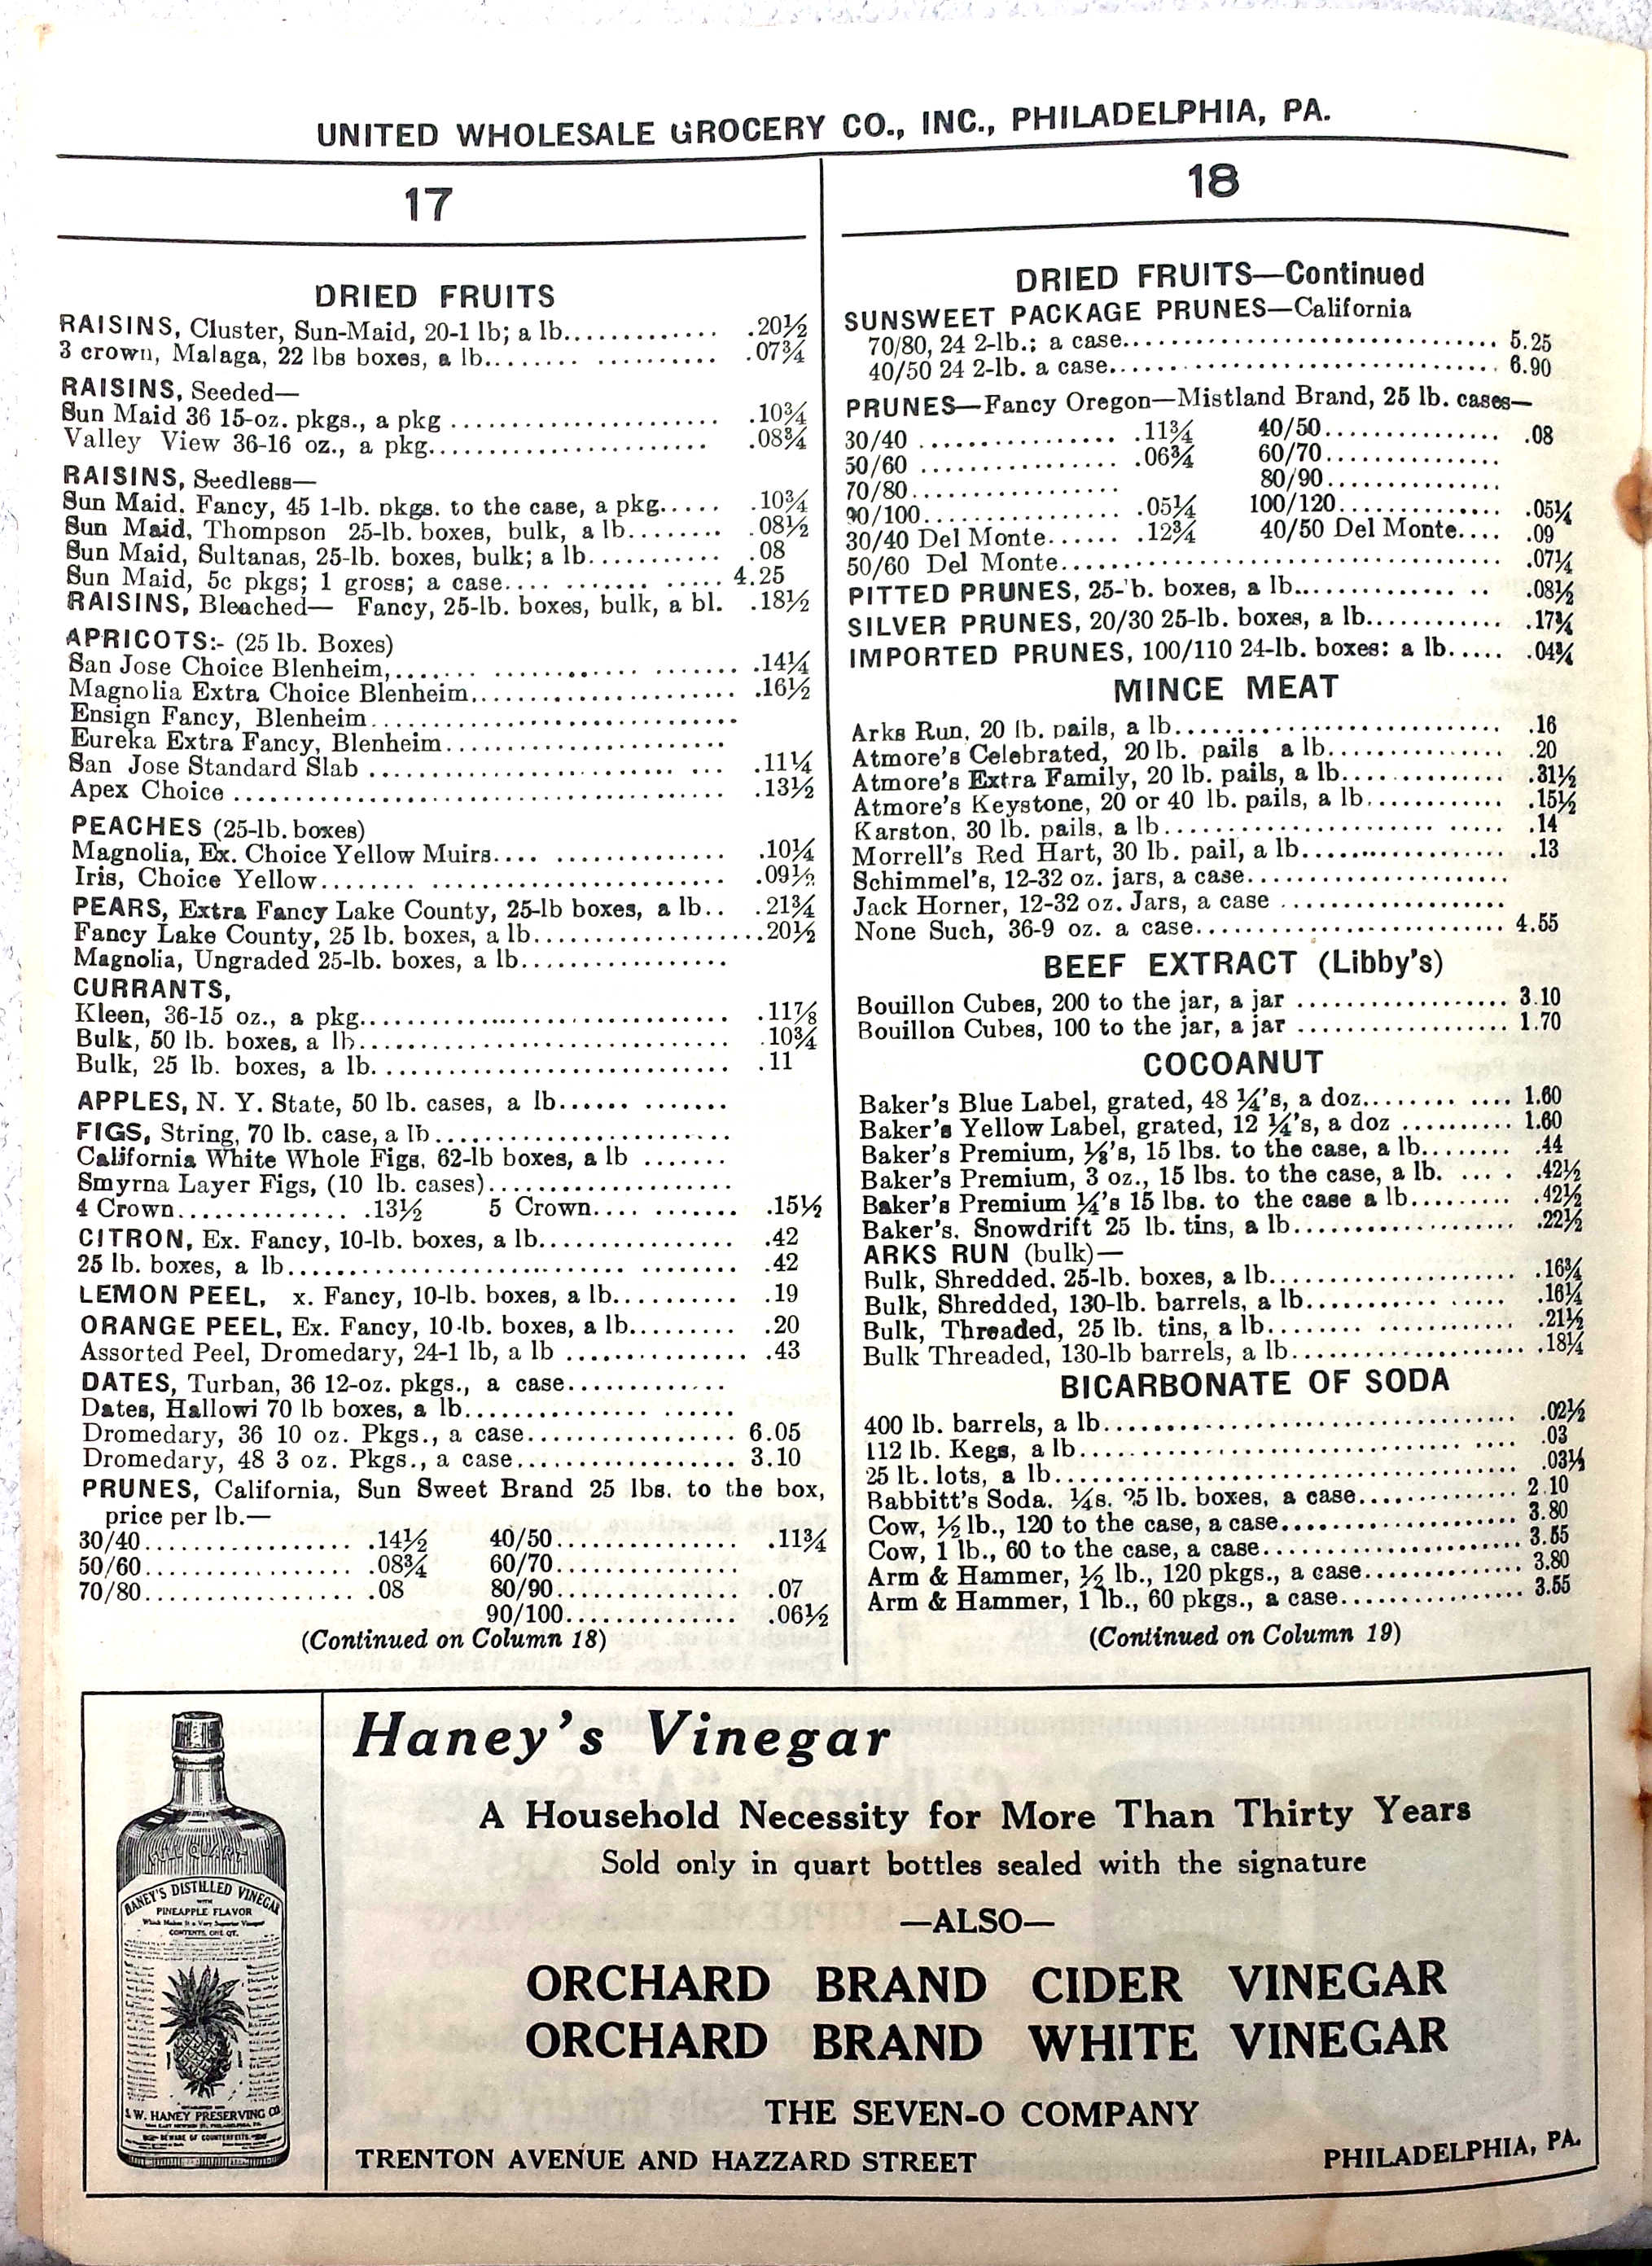 UNITED WHOLESALE GROCERY CO., INC., PHILADELPHIA, PA.
17
DRIED FRUITS
RAISINS, Cluster, Sun-Maid, 20-1 lb; a lb. .20½
3 crown, Malaga, 22 lbs boxes, a lb. .07¾
RAISINS, Seeded—
Sun Maid 36 15-oz. pkgs., a pkg .10¾
Valley View 36-16 oz., a pkg. .08¾
RAISINS, Seedless—
Sun Maid, Fancy, 45 1-lb. pkgs. to the case, a pkg. .10¾
Sun Maid, Thompson 25-lb. boxes, bulk, a lb. .08½
Sun Maid, Sultanas, 25-lb. boxes, bulk; a lb. .08
Sun Maid, 5c pkgs; 1 gross; a case. 4.25
RAISINS, Bleached— Fancy, 25-lb. boxes, bulk, a bl. .18½
APRICOTS:- (25 lb. Boxes)
San Jose Choice Blenheim, .14¼
Magnolia Extra Choice Blenheim. .16½
Ensign Fancy, Blenheim
Eureka Extra Fancy, Blenheim
San Jose Standard Slab .11¼
Apex Choice .13½
PEACHES (25-lb. boxes)
Magnolia, Ex. Choice Yellow Muirs. .10¼
Iris, Choice Yellow .09½
PEARS, Extra Fancy Lake County, 25-lb boxes, a lb. .21¾
Fancy Lake County, 25 lb. boxes, a lb. .20½
Magnolia, Ungraded 25-lb. boxes, a lb.
CURRANTS,
Kleen, 36-15 oz., a pkg. .11⅞
Bulk, 50 lb. boxes, a lb .10¾
Bulk, 25 lb. boxes, a lb. .11
APPLES, N. Y. State, 50 lb. cases, a lb.
FIGS, String, 70 lb. case, a lb
California White Whole Figs, 62-lb boxes, a lb
Smyrna Layer Figs, (10 lb. cases)
4 Crown .13½ 5 Crown .15½
CITRON, Ex. Fancy, 10-lb. boxes, a lb. .42
25 lb. boxes, a lb. .42
LEMON PEEL, x. Fancy, 10-lb. boxes, a lb. .19
ORANGE PEEL, Ex. Fancy, 10-lb. boxes, a lb. .20
Assorted Peel, Dromedary, 24-1 lb, a lb .43
DATES, Turban, 36 12-oz. pkgs., a case
Dates, Hallowi 70 lb boxes, a lb.
Dromedary, 36 10 oz. Pkgs., a case 6.05
Dromedary, 48 3 oz. Pkgs., a case 3.10
PRUNES, California, Sun Sweet Brand 25 lbs. to the box,
price per lb.—
30/40 .14½ 40/50 .11¾
50/60 .08¾ 60/70
70/80 .08 80/90 .07
90/100 .06½
(Continued on Column 18)
18
DRIED FRUITS—Continued
SUNSWEET PACKAGE PRUNES—California
70/80, 24 2-lb.; a case 5.25
40/50 24 2-lb. a case 6.90
PRUNES—Fancy Oregon—Mistland Brand, 25 lb. cases—
30/40 .11¾ 40/50 .08
50/60 .06¾ 60/70
70/80 80/90
90/100 .05¼ 100/120 .05¼
30/40 Del Monte .12¾ 40/50 Del Monte .09
50/60 Del Monte .07¼
PITTED PRUNES, 25-'b. boxes, a lb. .08½
SILVER PRUNES, 20/30 25-lb. boxes, a lb. .17¾
IMPORTED PRUNES, 100/110 24-lb. boxes: a lb. .04¾
MINCE MEAT
Arks Run, 20 lb. pails, a lb. .16
Atmore's Celebrated, 20 lb. pails a lb. .20
Atmore's Extra Family, 20 lb. pails, a lb. .31½
Atmore's Keystone, 20 or 40 lb. pails, a lb. .15½
Karston, 30 lb. pails, a lb. .14
Morrell's Red Hart, 30 lb. pail, a lb. .13
Schimmel's, 12-32 oz. jars, a case
Jack Horner, 12-32 oz. Jars, a case
None Such, 36-9 oz. a case 4.55
BEEF EXTRACT (Libby's)
Bouillon Cubes, 200 to the jar, a jar 3.10
Bouillon Cubes, 100 to the jar, a jar 1.70
COCOANUT
Baker's Blue Label, grated, 48 ¼'s, a doz. 1.60
Baker's Yellow Label, grated, 12 ¼'s, a doz 1.60
Baker's Premium, ⅛'s, 15 lbs. to the case, a lb. .44
Baker's Premium, 3 oz., 15 lbs. to the case, a lb. .42½
Baker's Premium ¼'s 15 lbs. to the case a lb. .42½
Baker's, Snowdrift 25 lb. tins, a lb. .22½
ARKS RUN (bulk)—
Bulk, Shredded, 25-lb. boxes, a lb. .16¾
Bulk, Shredded, 130-lb. barrels, a lb. .16¼
Bulk, Threaded, 25 lb. tins, a lb. .21½
Bulk Threaded, 130-lb barrels, a lb. .18¼
BICARBONATE OF SODA
400 lb. barrels, a lb. .02½
112 lb. Kegs, a lb. .03
25 lt. lots, a lb.
Babbitt's Soda, ¼s. 25 lb. boxes, a case 2.10
Cow, ½ lb., 120 to the case, a case 3.80
Cow, 1 lb., 60 to the case, a case 3.55
Arm & Hammer, ½ lb., 120 pkgs., a case 3.80
Arm & Hammer, 1 lb., 60 pkgs., a case 3.55
(Continued on Column 19)
FULL QUART
HANEY'S DISTILLED VINEGAR
WITH
PINEAPPLE FLAVOR
Which Makes It a Very Superior Vinegar
CONTENTS, ONE QT.
W. HANEY PRESERVING CO.
BEWARE OF COUNTERFEITS
Haney's Vinegar
A Household Necessity for More Than Thirty Years
Sold only in quart bottles sealed with the signature
—ALSO—
ORCHARD BRAND CIDER VINEGAR
ORCHARD BRAND WHITE VINEGAR
THE SEVEN-O COMPANY
TRENTON AVENUE AND HAZZARD STREET PHILADELPHIA, PA.